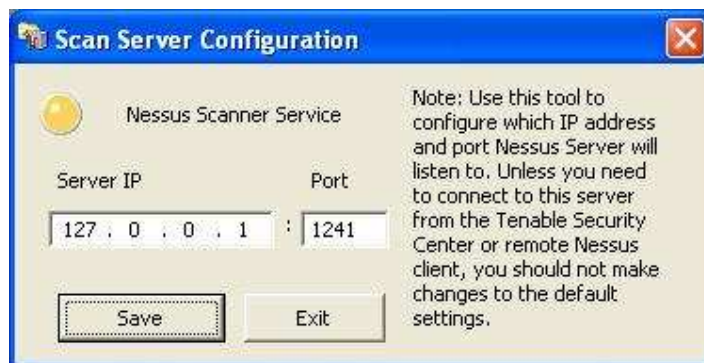 Scan Server Configuration
Nessus Scanner Service
Server IP
Port
127 . 0 . 0 . 1 : 1241
Save
Exit
Note: Use this tool to
configure which IP address
and port Nessus Server will
listen to. Unless you need
to connect to this server
from the Tenable Security
Center or remote Nessus
client, you should not make
changes to the default
settings.